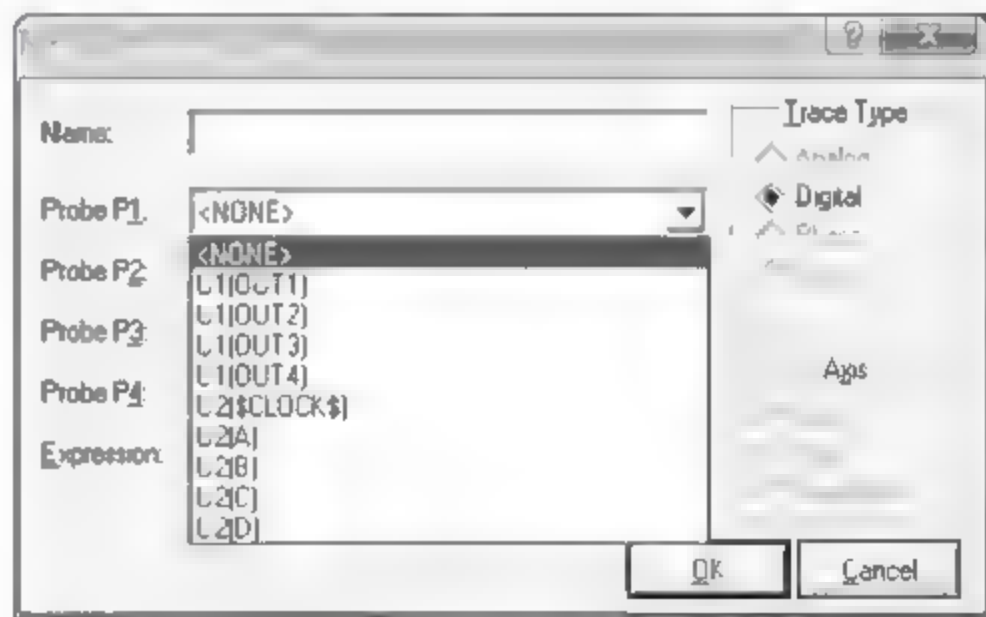 Name:
Trace Type
Analog
Probe P1:
<NONE>
Digital
<NONE>
Probe P2:
U1(OUT1)
U1(OUT2)
Probe P3:
U1(OUT3)
U1(OUT4)
Probe P4:
U2($CLOCK$)
U2(A)
Expression:
U2(B)
U2(C)
U2(D)
Axis
OK
Cancel